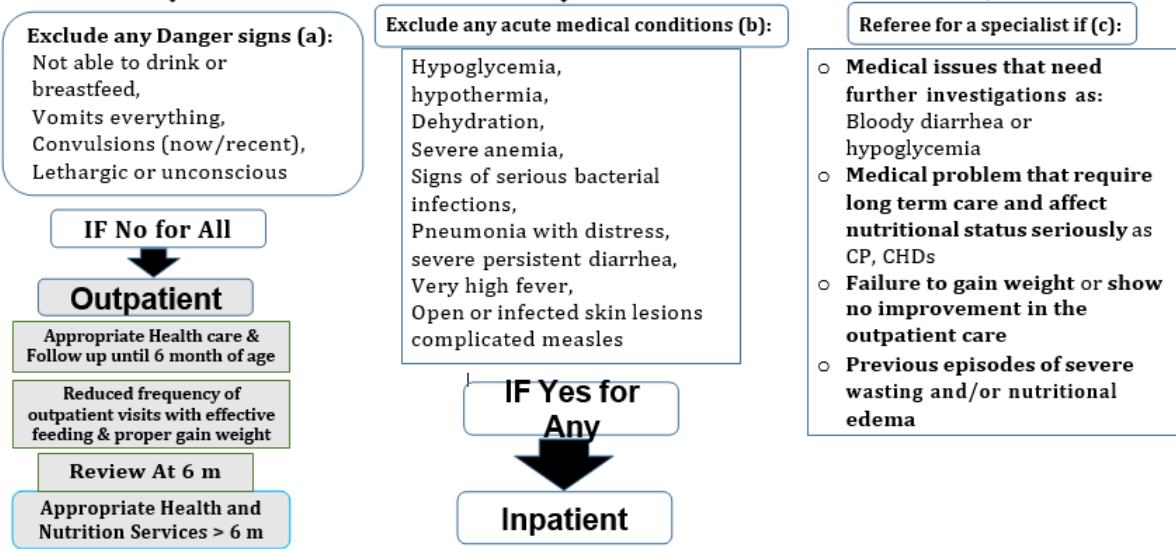 Exclude any Danger signs (a):
Not able to drink or
breastfeed,
Vomits everything,
Convulsions (now/recent),
Lethargic or unconscious
IF No for All
Outpatient
Appropriate Health care &
Follow up until 6 month of age
Reduced frequency of
outpatient visits with effective
feeding & proper gain weight
Review At 6 m
Appropriate Health and
Nutrition Services > 6 m
Exclude any acute medical conditions (b):
Hypoglycemia,
hypothermia,
Dehydration,
Severe anemia,
Signs of serious bacterial
infections,
Pneumonia with distress,
severe persistent diarrhea,
Very high fever,
Open or infected skin lesions
complicated measles
IF Yes for
Any
Inpatient
Referee for a specialist if (c):
o Medical issues that need
further investigations as:
Bloody diarrhea or
hypoglycemia
o Medical problem that require
long term care and affect
nutritional status seriously as
CP, CHDs
o Failure to gain weight or show
no improvement in the
outpatient care
o Previous episodes of severe
wasting and/or nutritional
edema